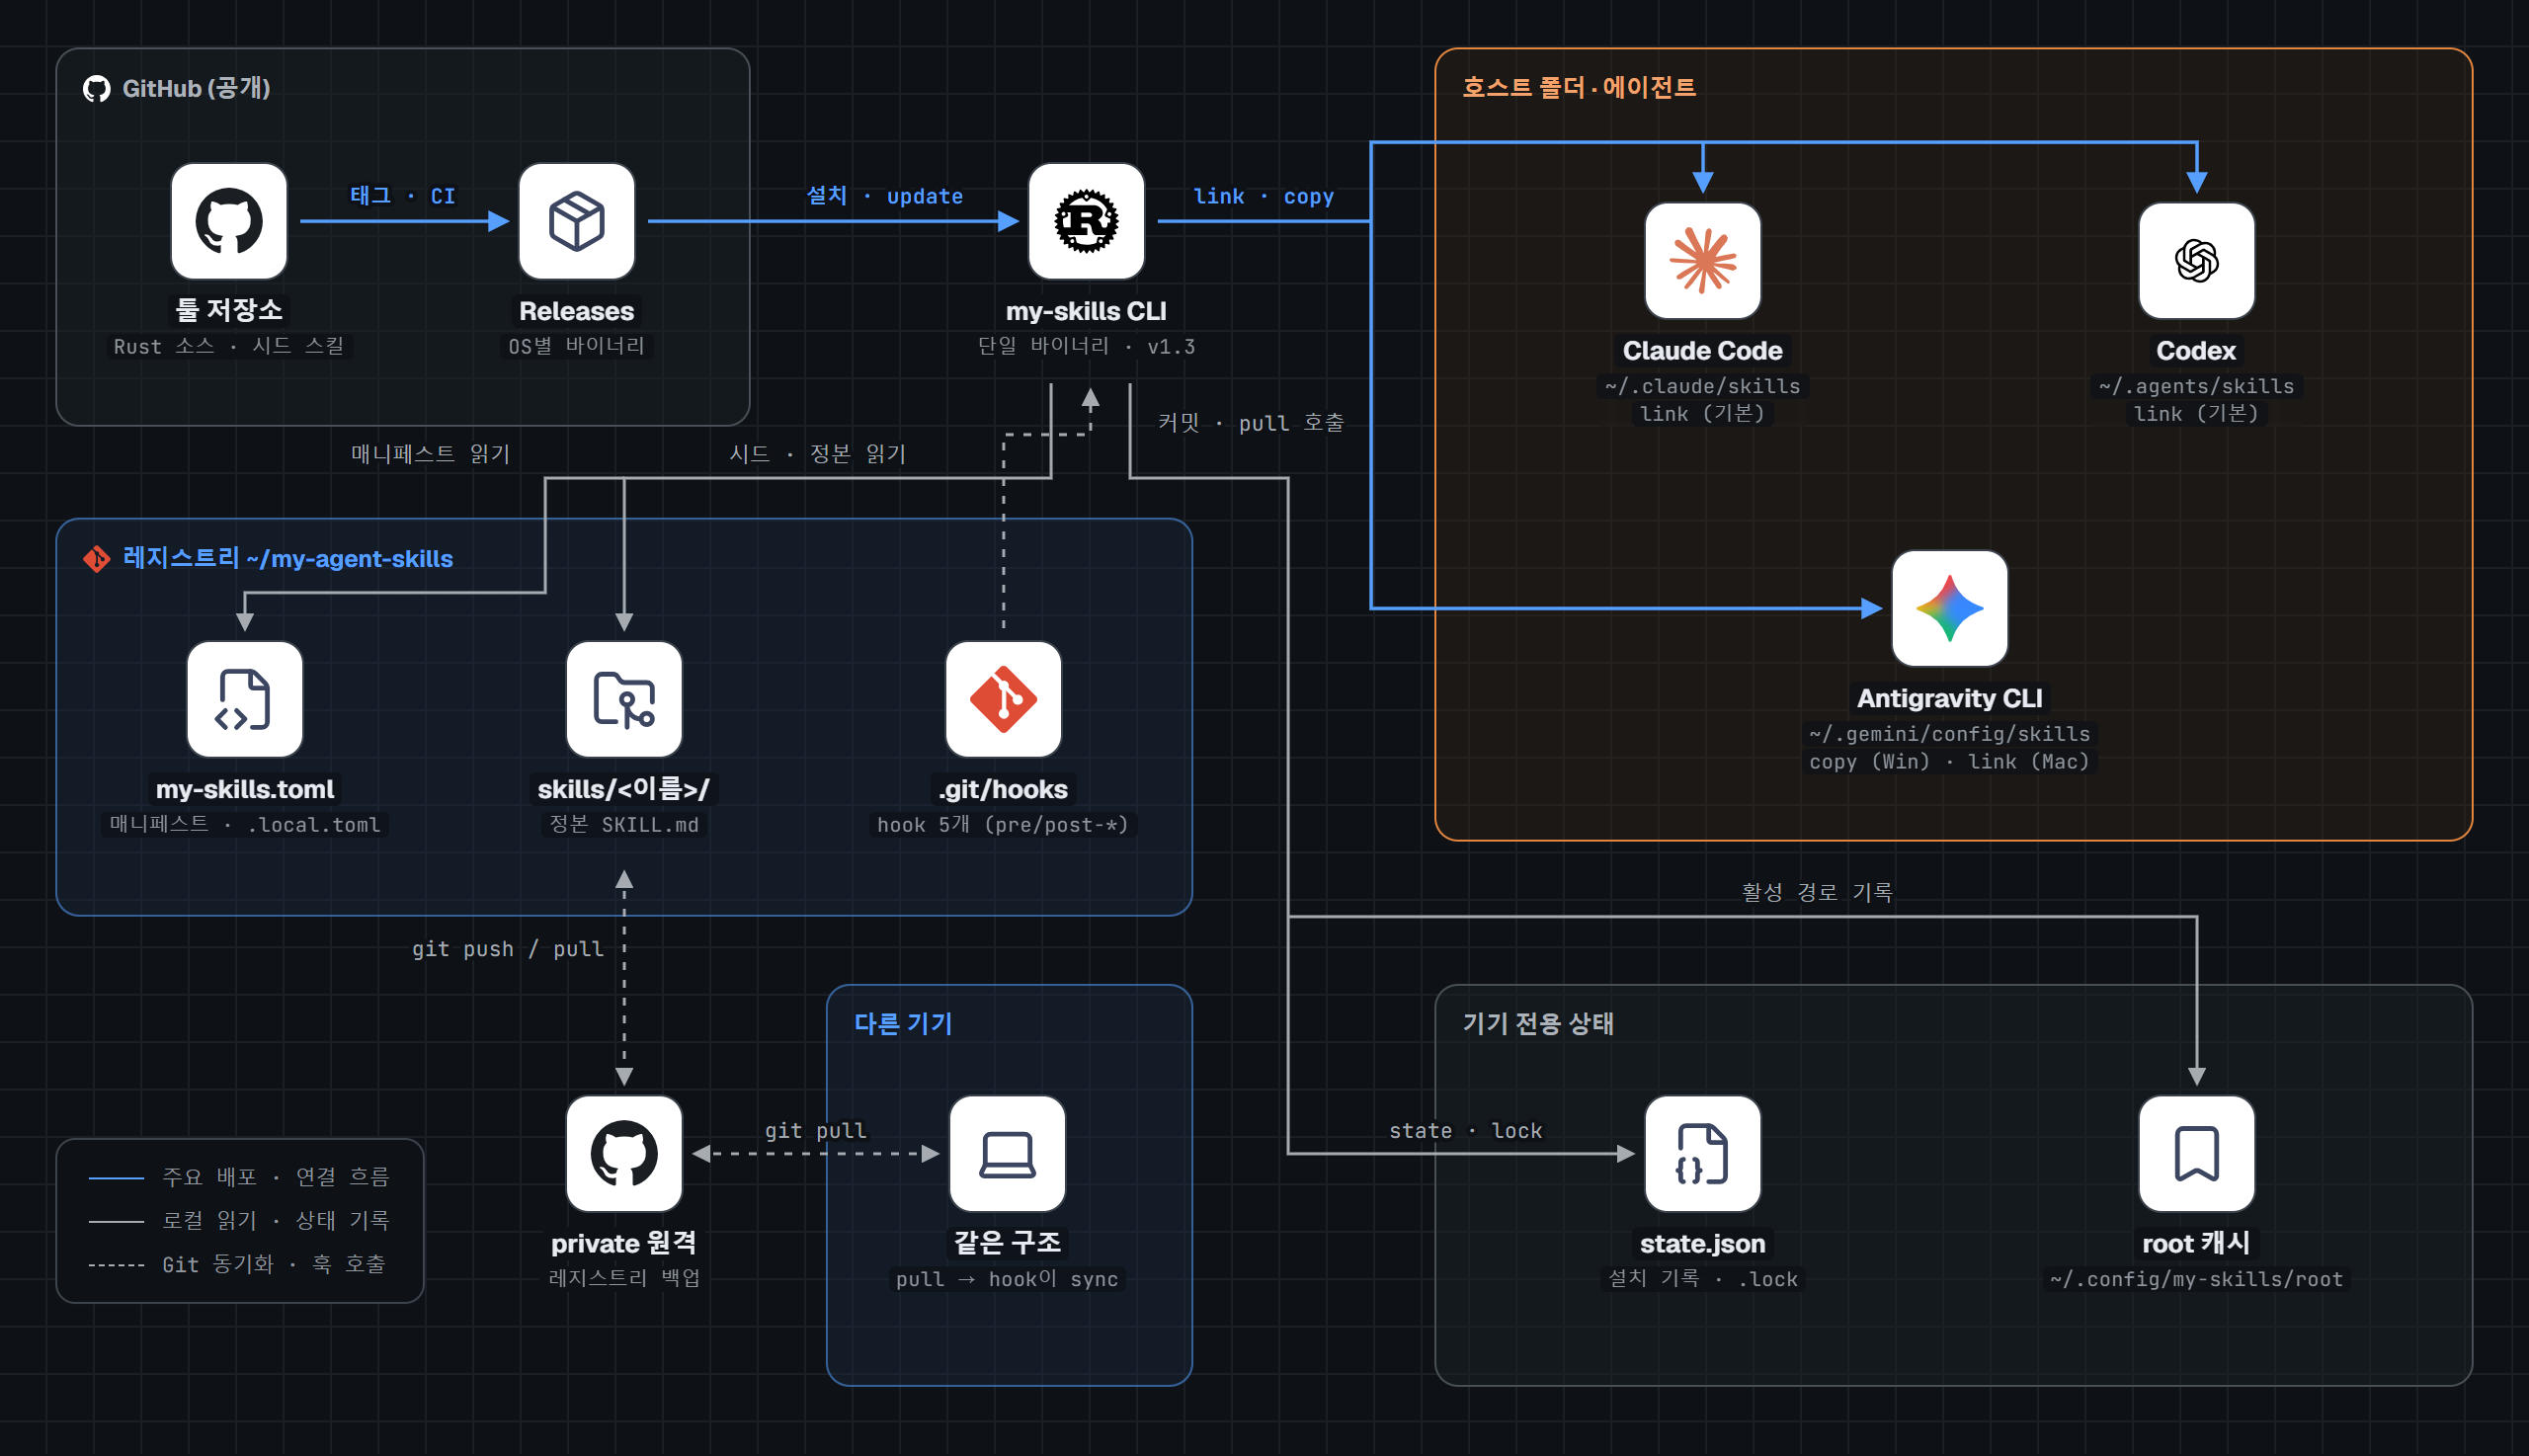 GitHub (공개)
태그 · CI
툴 저장소
Rust 소스 · 시드 스킬
Releases
OS별 바이너리
설치 · update
my-skills CLI
단일 바이너리 · v1.3
link · copy
호스트 폴더 · 에이전트
Claude Code
~/.claude/skills
link (기본)
Codex
~/.agents/skills
link (기본)
Antigravity CLI
~/.gemini/config/skills
copy (Win) · link (Mac)
매니페스트 읽기
시드 · 정본 읽기
커밋 · pull 호출
레지스트리 ~/my-agent-skills
my-skills.toml
매니페스트 · .local.toml
skills/<이름>/
정본 SKILL.md
.git/hooks
hook 5개 (pre/post-*)
git push / pull
활성 경로 기록
다른 기기
git pull
private 원격
레지스트리 백업
같은 구조
pull → hook이 sync
기기 전용 상태
state · lock
state.json
설치 기록 · .lock
root 캐시
~/.config/my-skills/root
주요 배포 · 연결 흐름
로컬 읽기 · 상태 기록
Git 동기화 · 훅 호출